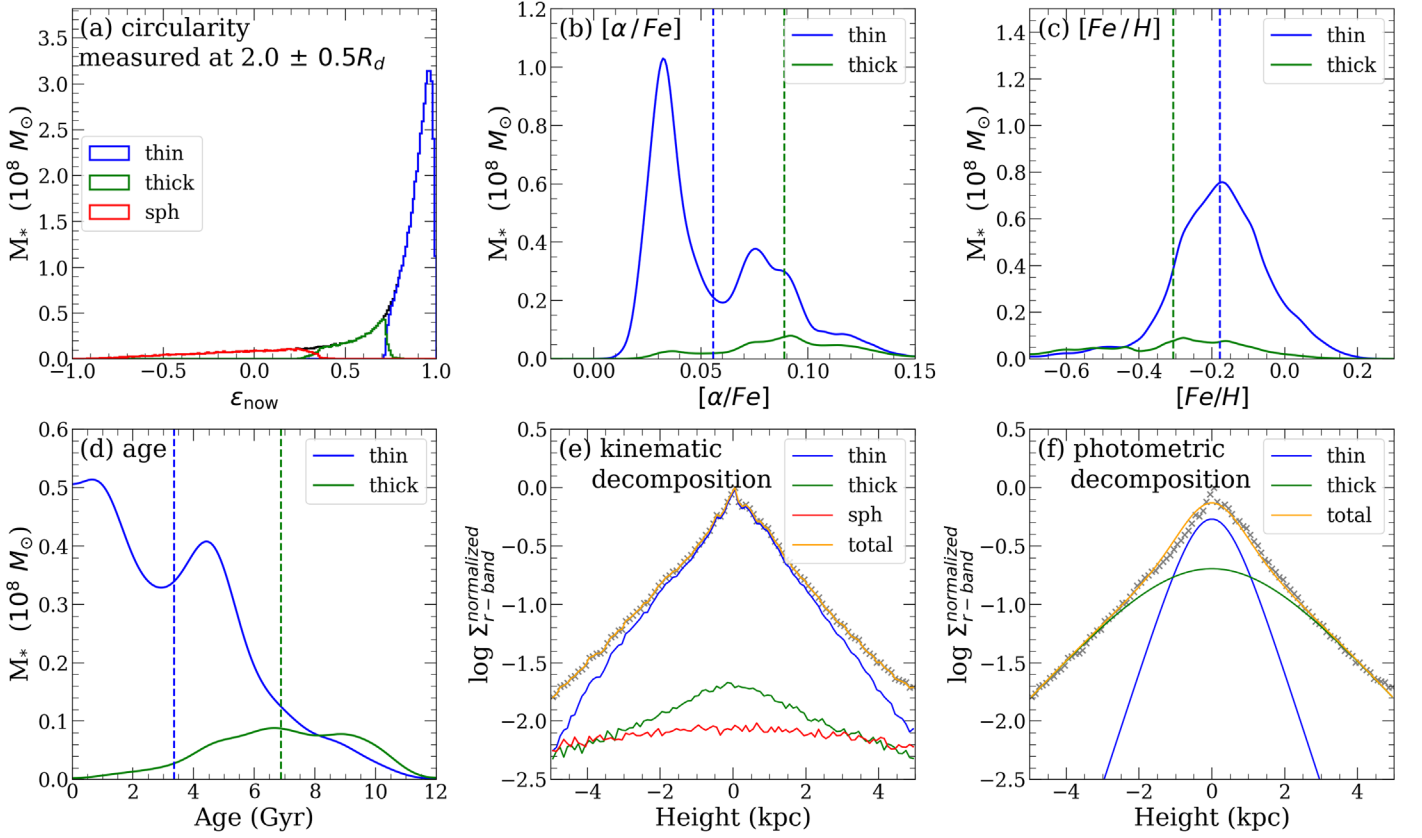 (a) circularity
measured at 2.0 ± 0.5R_d
thin
thick
sph
M_* (10^8 M_⊙)
0.0
0.5
1.0
1.5
2.0
2.5
3.0
3.5
−1.0
−0.5
0.0
0.5
1.0
ε_now
(b) [α/Fe]
thin
thick
M_* (10^8 M_⊙)
0.0
0.2
0.4
0.6
0.8
1.0
1.2
0.00
0.05
0.10
0.15
[α/Fe]
(c) [Fe/H]
thin
thick
M_* (10^8 M_⊙)
0.0
0.2
0.4
0.6
0.8
1.0
1.2
1.4
−0.6
−0.4
−0.2
0.0
0.2
[Fe/H]
(d) age
thin
thick
M_* (10^8 M_⊙)
0.0
0.1
0.2
0.3
0.4
0.5
0.6
0
2
4
6
8
10
12
Age (Gyr)
(e) kinematic
decomposition
thin
thick
sph
total
log Σ_{r−band}^{normalized}
0.5
0.0
−0.5
−1.0
−1.5
−2.0
−2.5
−4
−2
0
2
4
Height (kpc)
(f) photometric
decomposition
thin
thick
total
log Σ_{r−band}^{normalized}
0.5
0.0
−0.5
−1.0
−1.5
−2.0
−2.5
−4
−2
0
2
4
Height (kpc)